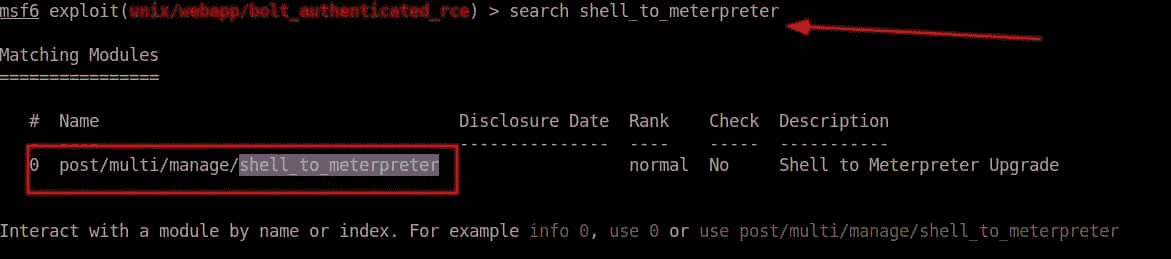 msf6 exploit(unix/webapp/bolt_authenticated_rce) > search shell_to_meterpreter
Matching Modules
================
# Name Disclosure Date Rank Check Description
- ---- --------------- ---- ----- -----------
0 post/multi/manage/shell_to_meterpreter normal No Shell to Meterpreter Upgrade
Interact with a module by name or index. For example info 0, use 0 or use post/multi/manage/shell_to_meterpreter